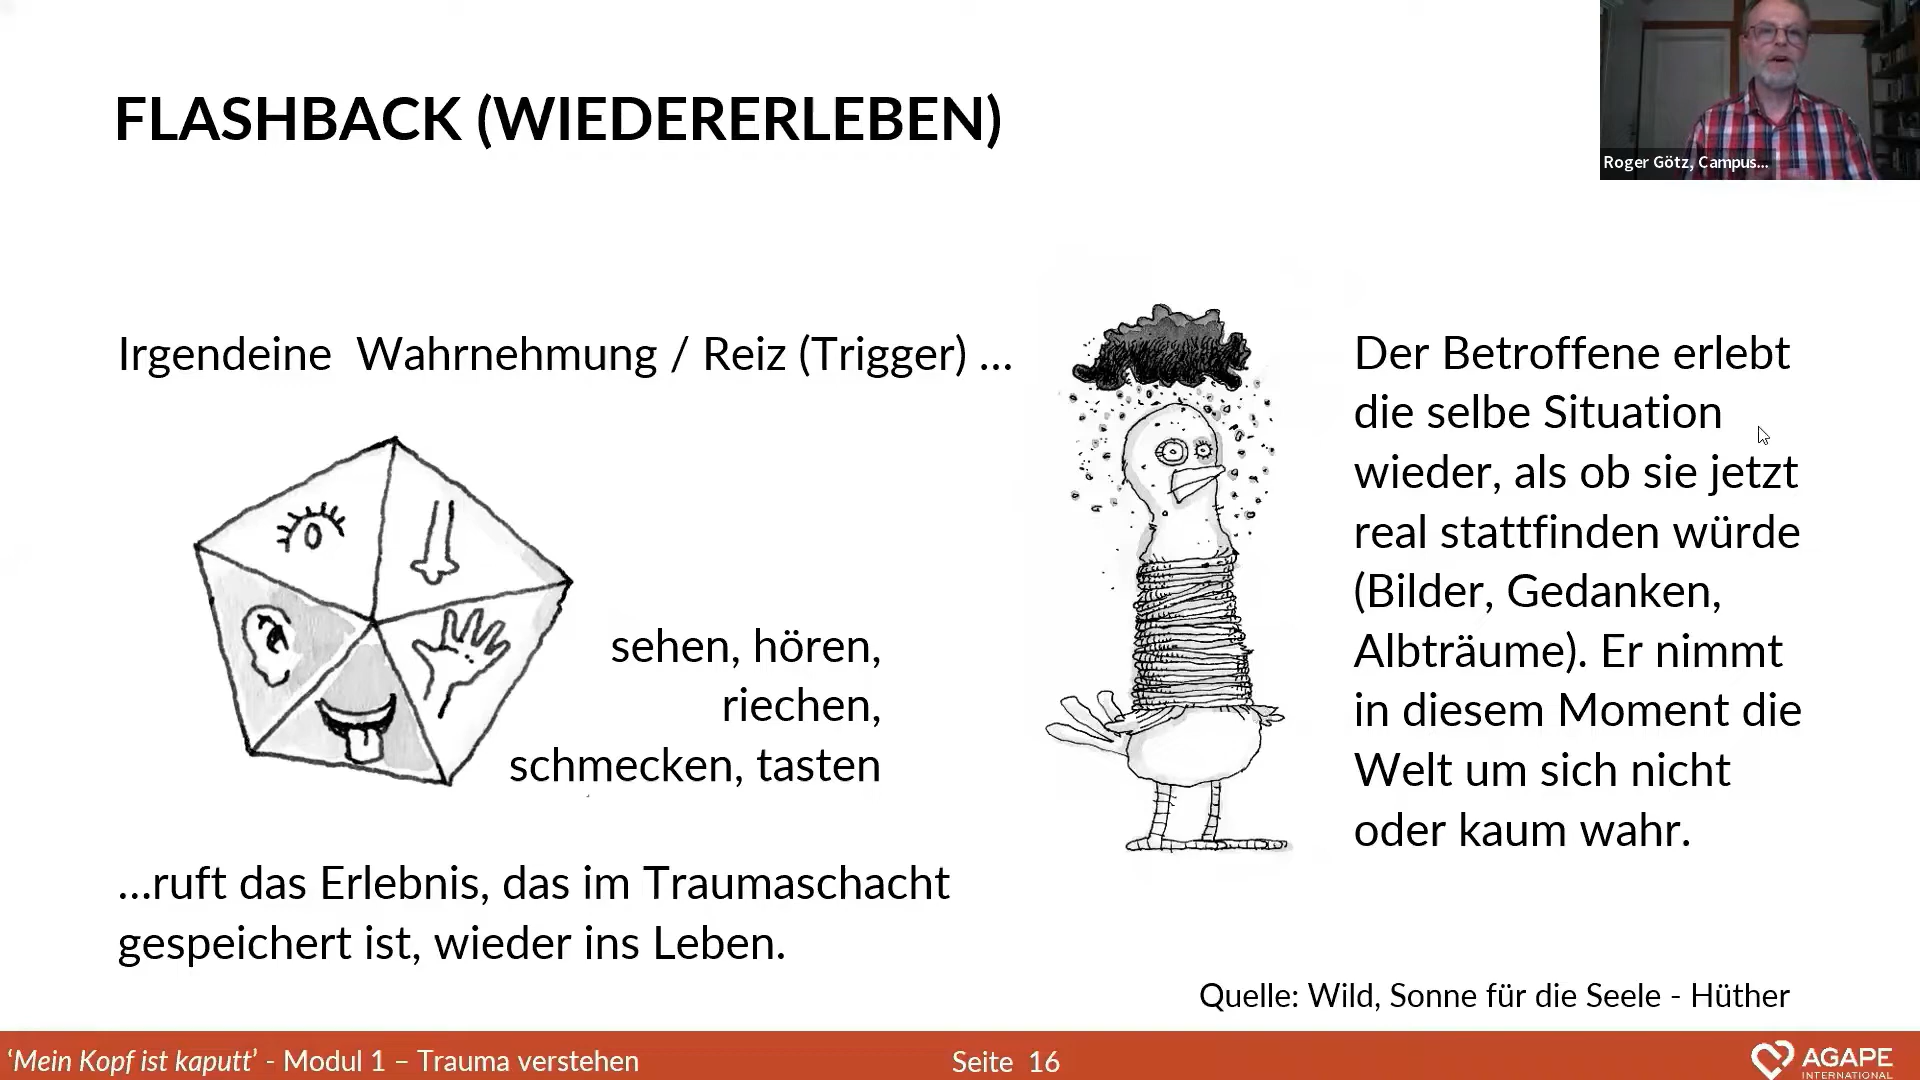 FLASHBACK (WIEDERERLEBEN)
Roger Götz, Campus...
Irgendeine Wahrnehmung / Reiz (Trigger) ...
sehen, hören,
riechen,
schmecken, tasten
...ruft das Erlebnis, das im Traumaschacht
gespeichert ist, wieder ins Leben.
Der Betroffene erlebt
die selbe Situation
wieder, als ob sie jetzt
real stattfinden würde
(Bilder, Gedanken,
Albträume). Er nimmt
in diesem Moment die
Welt um sich nicht
oder kaum wahr.
Quelle: Wild, Sonne für die Seele - Hüther
‘Mein Kopf ist kaputt’ - Modul 1 – Trauma verstehen
Seite 16
AGAPE
INTERNATIONAL